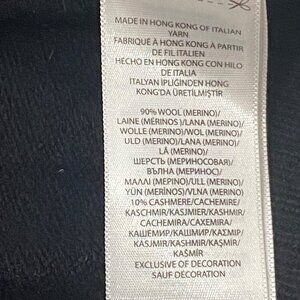 MADE IN HONG KONG OF ITALIAN
YARN
FABRIQUÉ À HONG KONG À PARTIR
DE FIL ITALIEN
HECHO EN HONG KONG CON HILO
DE ITALIA
İTALYAN İPLİĞİNDEN HONG
KONG'DA ÜRETİLMİŞTİR
90% WOOL (MERINO)/
LAINE (MÉRINOS)/LANA (MERINO)/
WOLLE (MERINO)/WOL (MERINO)/
ULD (MERINO)/LANA (MERINO)/
LÃ (MERINO)/
ШЕРСТЬ (МЕРИНОСОВАЯ)/
ВЪЛНА (МЕРИНОС)/
ΜΑΛΛΙ (ΜΕΡΙΝΟ)/ULL (MERINO)/
YÜN (MERİNOS)/VLNA (MERINO)
10% CASHMERE/CACHEMIRE/
KASCHMIR/KASJMIER/KASHMIR/
CACHEMIRA/CAXEMIRA/
КАШЕМИР/КАШМИР/ΚΑΣΜΙΡ/
KASJMIR/KASHMIR/KAŞMİR/
KAŠMÍR
EXCLUSIVE OF DECORATION
SAUF DÉCORATION